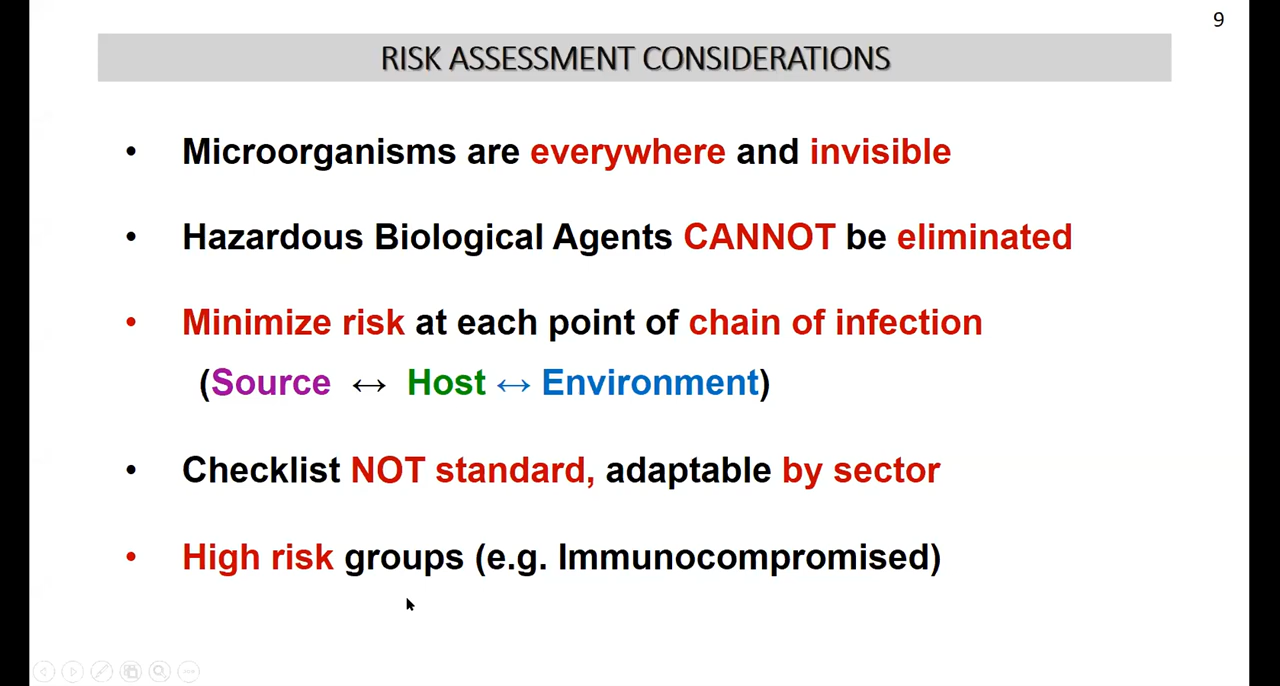 9
RISK ASSESSMENT CONSIDERATIONS
• Microorganisms are everywhere and invisible
• Hazardous Biological Agents CANNOT be eliminated
• Minimize risk at each point of chain of infection
(Source ↔ Host ↔ Environment)
• Checklist NOT standard, adaptable by sector
• High risk groups (e.g. Immunocompromised)